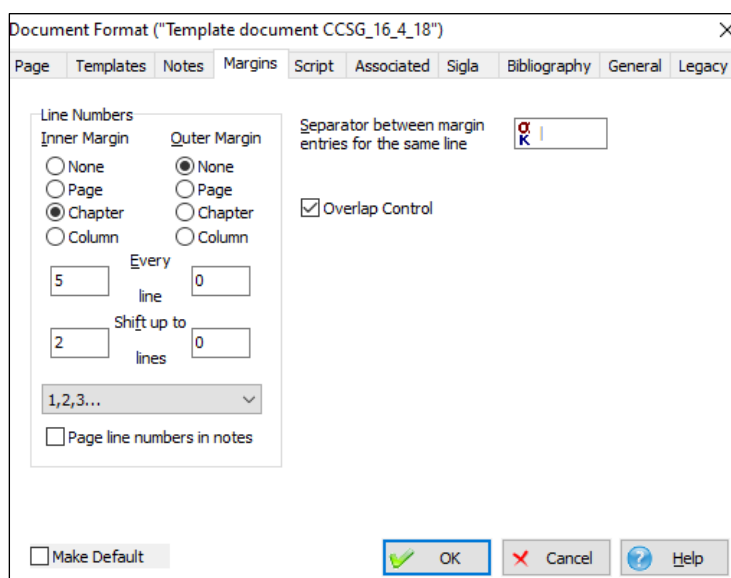 Document Format ("Template document CCSG_16_4_18")
Page Templates Notes Margins Script Associated Sigla Bibliography General Legacy
Line Numbers
Inner Margin Outer Margin
None None
Page Page
Chapter Chapter
Column Column
Every
5 0
line
Shift up to
2 0
lines
1,2,3...
Page line numbers in notes
Separator between margin
entries for the same line
α
K |
Overlap Control
Make Default
OK Cancel ? Help